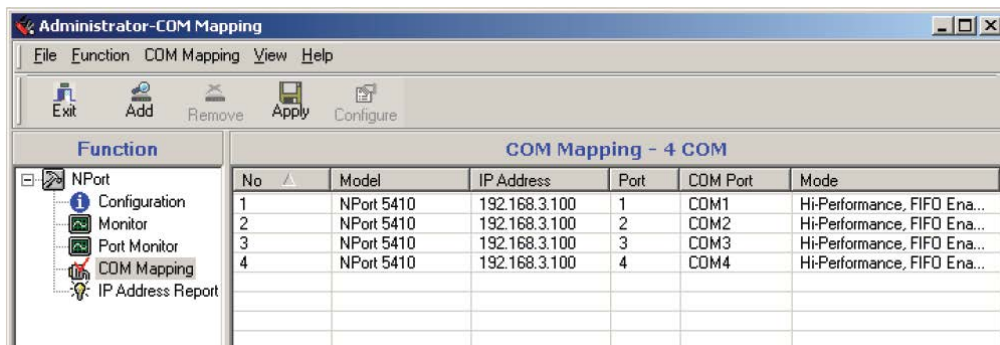 Administrator-COM Mapping
File Function COM Mapping View Help
Exit Add Remove Apply Configure
Function
COM Mapping - 4 COM
NPort
Configuration
Monitor
Port Monitor
COM Mapping
IP Address Report
No Model IP Address Port COM Port Mode
1 NPort 5410 192.168.3.100 1 COM1 Hi-Performance, FIFO Ena...
2 NPort 5410 192.168.3.100 2 COM2 Hi-Performance, FIFO Ena...
3 NPort 5410 192.168.3.100 3 COM3 Hi-Performance, FIFO Ena...
4 NPort 5410 192.168.3.100 4 COM4 Hi-Performance, FIFO Ena...